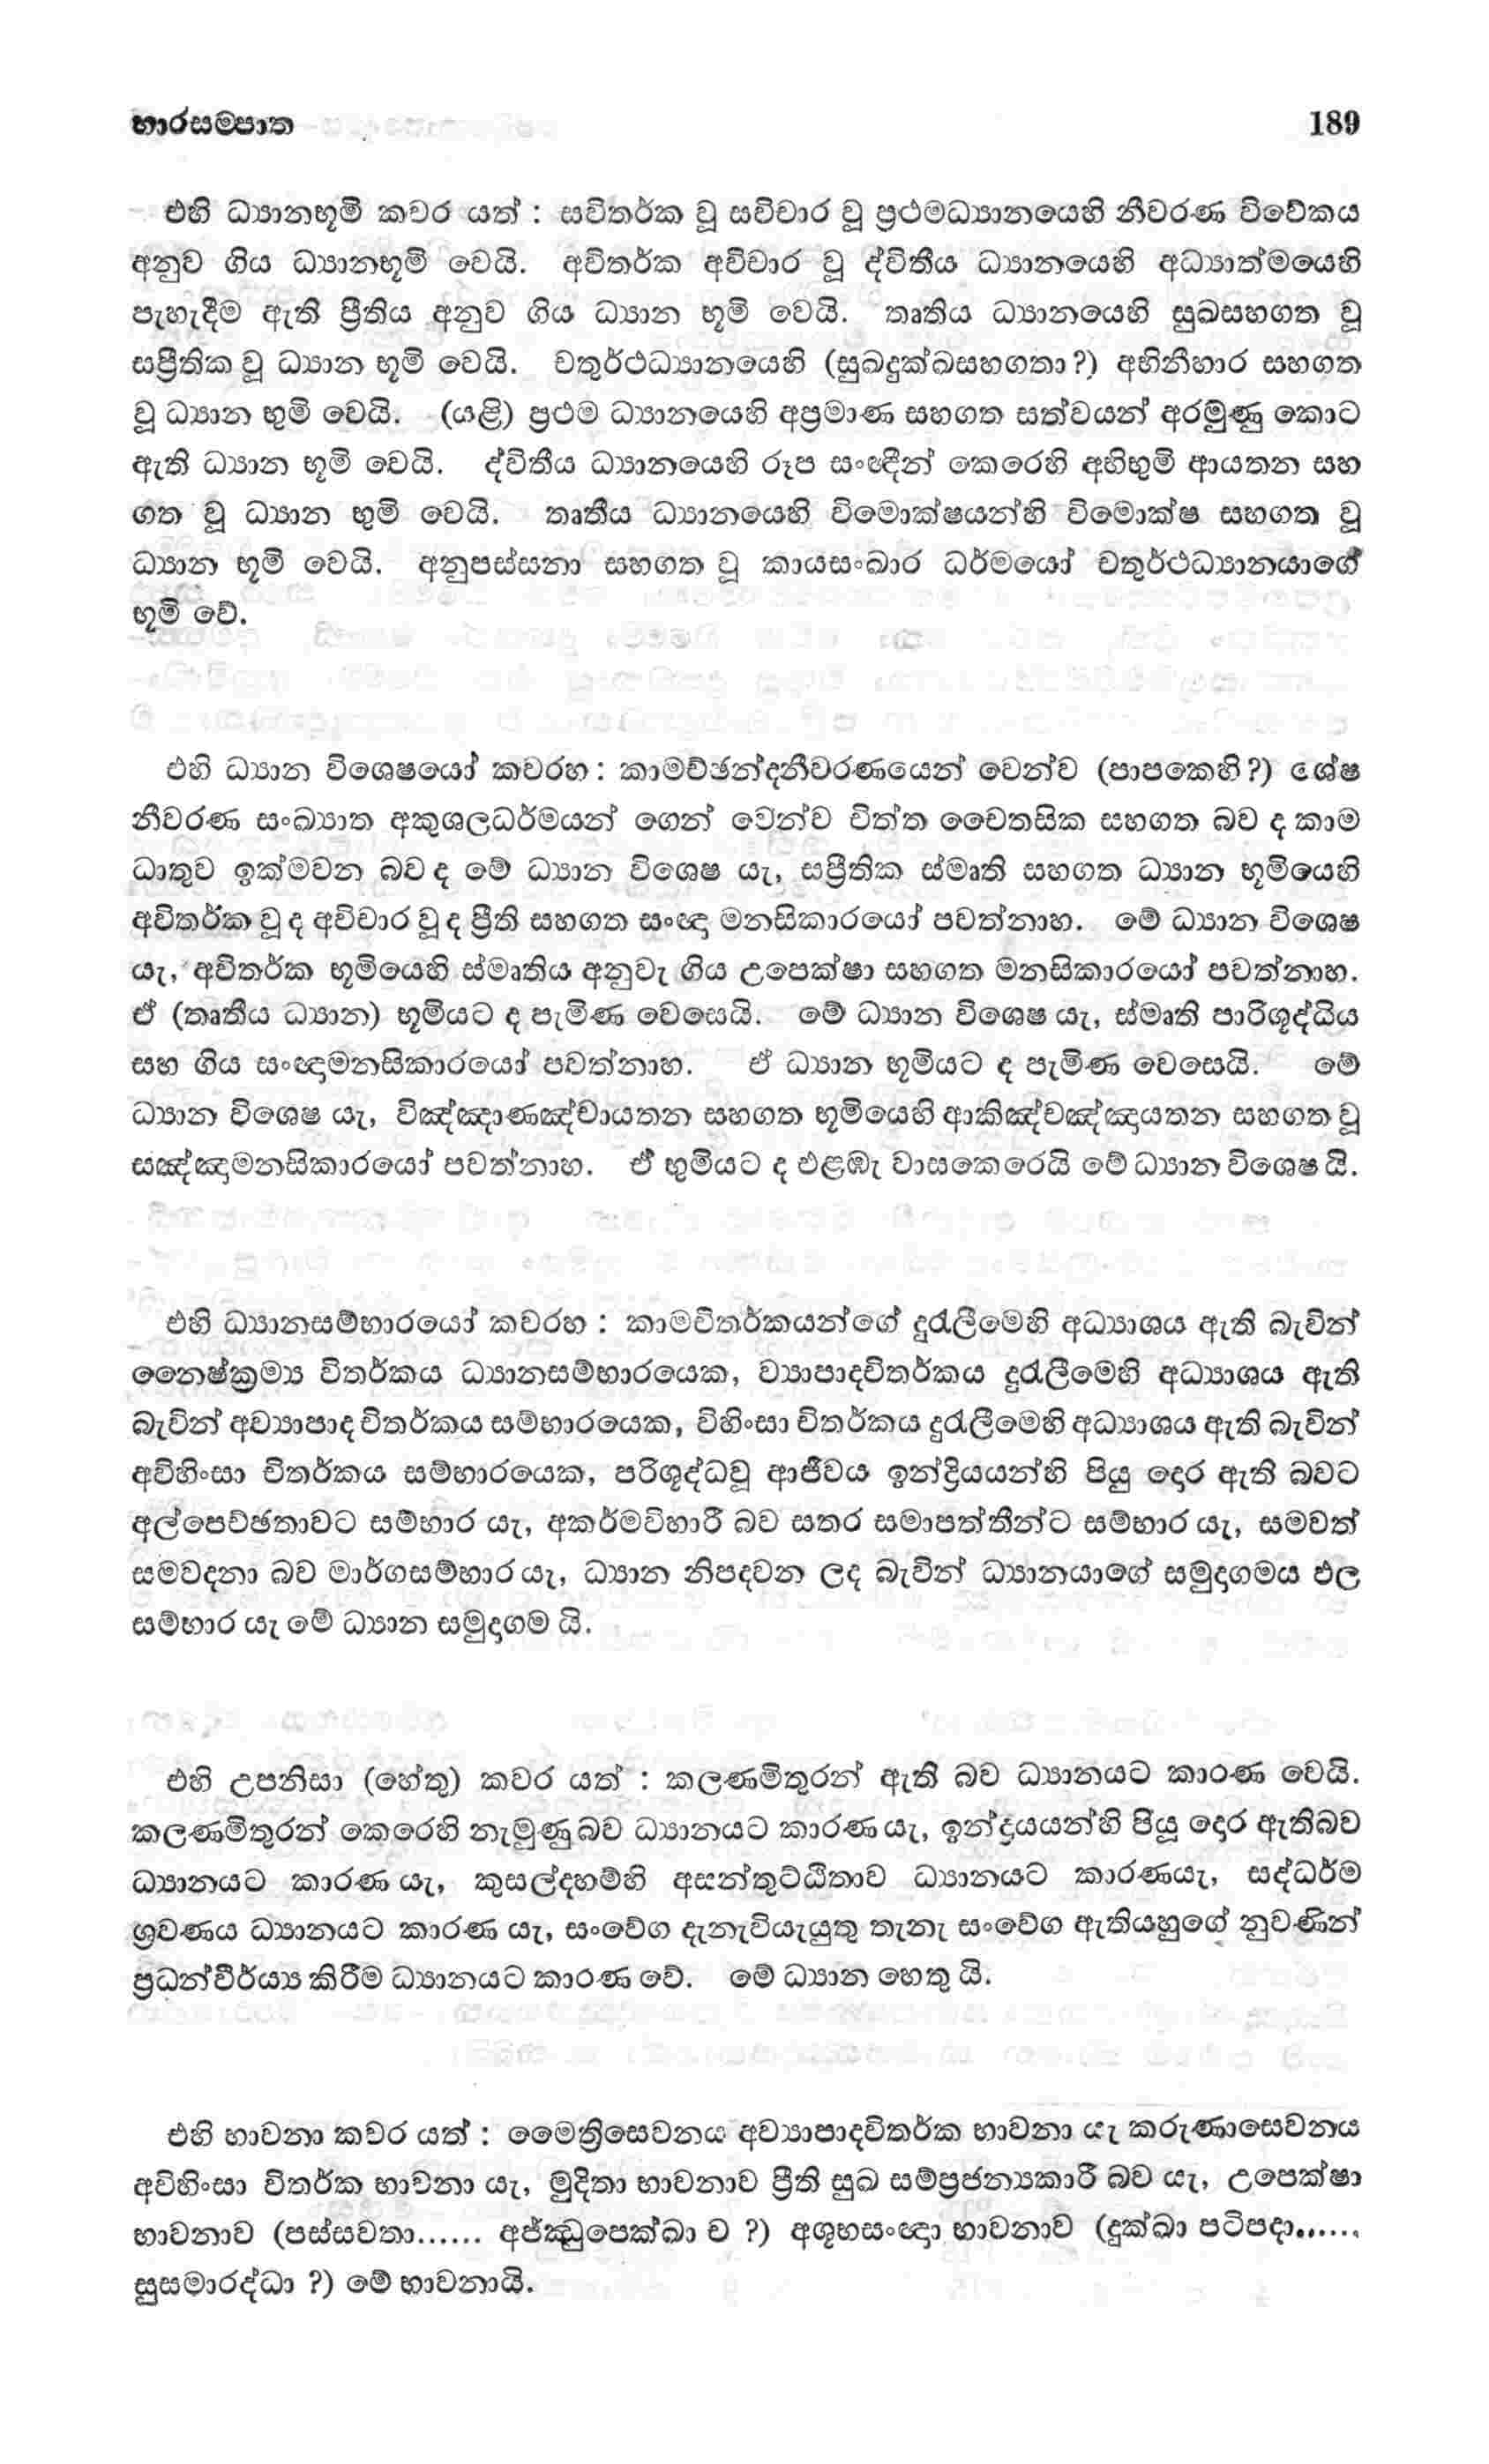 හාරසම්පාත 189
එහි ධ්‍යානභූමි කවර යත් : සවිතර්ක වූ සවිචාර වූ ප්‍රථමධ්‍යානයෙහි නීවරණ විවේකය
අනුව ගිය ධ්‍යානභූමි වෙයි. අවිතර්ක අවිචාර වූ ද්විතීය ධ්‍යානයෙහි අධ්‍යාත්මයෙහි
පැහැදීම ඇති ප්‍රීතිය අනුව ගිය ධ්‍යාන භූමි වෙයි. තෘතිය ධ්‍යානයෙහි සුඛසහගත වූ
සප්‍රීතික වූ ධ්‍යාන භූමි වෙයි. චතුර්ථධ්‍යානයෙහි (සුඛදුක්ඛසහගතා ?) අභිනීහාර සහගත
වූ ධ්‍යාන භූමි වෙයි. (යළි) ප්‍රථම ධ්‍යානයෙහි අප්‍රමාණ සහගත සත්වයන් අරමුණු කොට
ඇති ධ්‍යාන භූමි වෙයි. ද්විතීය ධ්‍යානයෙහි රූප සංඥීන් කෙරෙහි අභිභූමි ආයතන සහ
ගත වූ ධ්‍යාන භූමි වෙයි. තෘතීය ධ්‍යානයෙහි විමොක්ෂයන්හි විමොක්ෂ සහගත වූ
ධ්‍යාන භූමි වෙයි. අනුපස්සනා සහගත වූ කායසංඛාර ධර්මයෝ චතුර්ථධ්‍යානයාගේ
භූමි වේ.
එහි ධ්‍යාන විශෙෂයෝ කවරහ : කාමච්ඡන්දනීවරණයෙන් වෙන්ව (පාපකෙහි ?) ශේෂ
නීවරණ සංඛ්‍යාත අකුශලධර්මයන් ගෙන් වෙන්ව චිත්ත චෛතසික සහගත බව ද කාම
ධාතුව ඉක්මවන බව ද මේ ධ්‍යාන විශෙෂ යැ, සප්‍රීතික ස්මෘති සහගත ධ්‍යාන භූමියෙහි
අවිතර්ක වූ ද අවිචාර වූ ද ප්‍රීති සහගත සංඥා මනසිකාරයෝ පවත්නාහ. මේ ධ්‍යාන විශෙෂ
යැ, අවිතර්ක භූමියෙහි ස්මෘතිය අනුවැ ගිය උපෙක්ෂා සහගත මනසිකාරයෝ පවත්නාහ.
ඒ (තෘතීය ධ්‍යාන) භූමියට ද පැමිණ වෙසෙයි. මේ ධ්‍යාන විශෙෂ යැ, ස්මෘති පාරිශුද්ධිය
සහ ගිය සංඥාමනසිකාරයෝ පවත්නාහ. ඒ ධ්‍යාන භූමියට ද පැමිණ වෙසෙයි. මේ
ධ්‍යාන විශෙෂ යැ, විඤ්ඤාණඤ්චායතන සහගත භූමියෙහි ආකිඤ්චඤ්ඤායතන සහගත වූ
සඤ්ඤාමනසිකාරයෝ පවත්නාහ. ඒ භූමියට ද එළඹැ වාසකෙරෙයි මේ ධ්‍යාන විශෙෂ යි.
එහි ධ්‍යානසම්භාරයෝ කවරහ : කාමවිතර්කයන්ගේ දුරැලීමෙහි අධ්‍යාශය ඇති බැවින්
නෛෂ්ක්‍රම්‍ය විතර්කය ධ්‍යානසම්භාරයෙක, ව්‍යාපාදවිතර්කය දුරැලීමෙහි අධ්‍යාශය ඇති
බැවින් අව්‍යාපාද විතර්කය සම්භාරයෙක, විහිංසා විතර්කය දුරැලීමෙහි අධ්‍යාශය ඇති බැවින්
අවිහිංසා විතර්කය සම්භාරයෙක, පරිශුද්ධවූ ආජීවය ඉන්ද්‍රියයන්හි පියු දොර ඇති බවට
අල්පෙච්ඡතාවට සම්භාර යැ, අකර්මවිහාරී බව සතර සමාපත්තීන්ට සම්භාර යැ, සමවත්
සමවදනා බව මාර්ගසම්භාර යැ, ධ්‍යාන නිපදවන ලද බැවින් ධ්‍යානයාගේ සමුදාගමය ඵල
සම්භාර යැ මේ ධ්‍යාන සමුදාගම යි.
එහි උපනිසා (හේතු) කවර යත් : කලණමිතුරන් ඇති බව ධ්‍යානයට කාරණ වෙයි.
කලණමිතුරන් කෙරෙහි නැමුණු බව ධ්‍යානයට කාරණ යැ, ඉන්ද්‍රයයන්හි පියූ දොර ඇතිබව
ධ්‍යානයට කාරණ යැ, කුසල්දහම්හි අසන්තුට්ඨිතාව ධ්‍යානයට කාරණයැ, සද්ධර්ම
ශ්‍රවණය ධ්‍යානයට කාරණ යැ, සංවේග දැනැවියැයුතු තැනැ සංවේග ඇතියහුගේ නුවණින්
ප්‍රධන්වීර්ය්‍ය කිරීම ධ්‍යානයට කාරණ වේ. මේ ධ්‍යාන හෙතු යි.
එහි භාවනා කවර යත් : මෛත්‍රිසෙවනය අව්‍යාපාදවිතර්ක භාවනා යැ කරුණාසෙවනය
අවිහිංසා විතර්ක භාවනා යැ, මුදිතා භාවනාව ප්‍රීති සුඛ සම්ප්‍රජන්‍යකාරී බව යැ, උපෙක්ෂා
භාවනාව (පස්සවතා...... අජ්ඣුපෙක්ඛා ච ?) අශුභසංඥා භාවනාව (දුක්ඛා පටිපදා......
සුසමාරද්ධා ?) මේ භාවනායි.